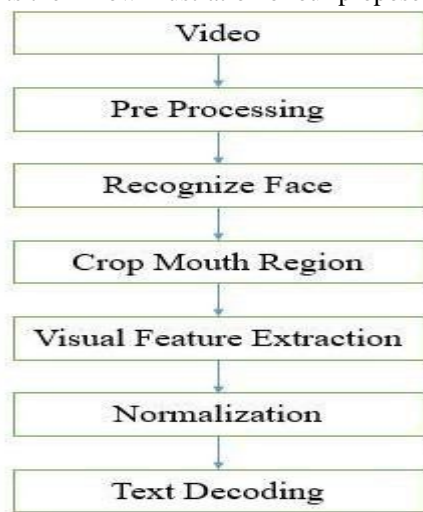 Video
Pre Processing
Recognize Face
Crop Mouth Region
Visual Feature Extraction
Normalization
Text Decoding